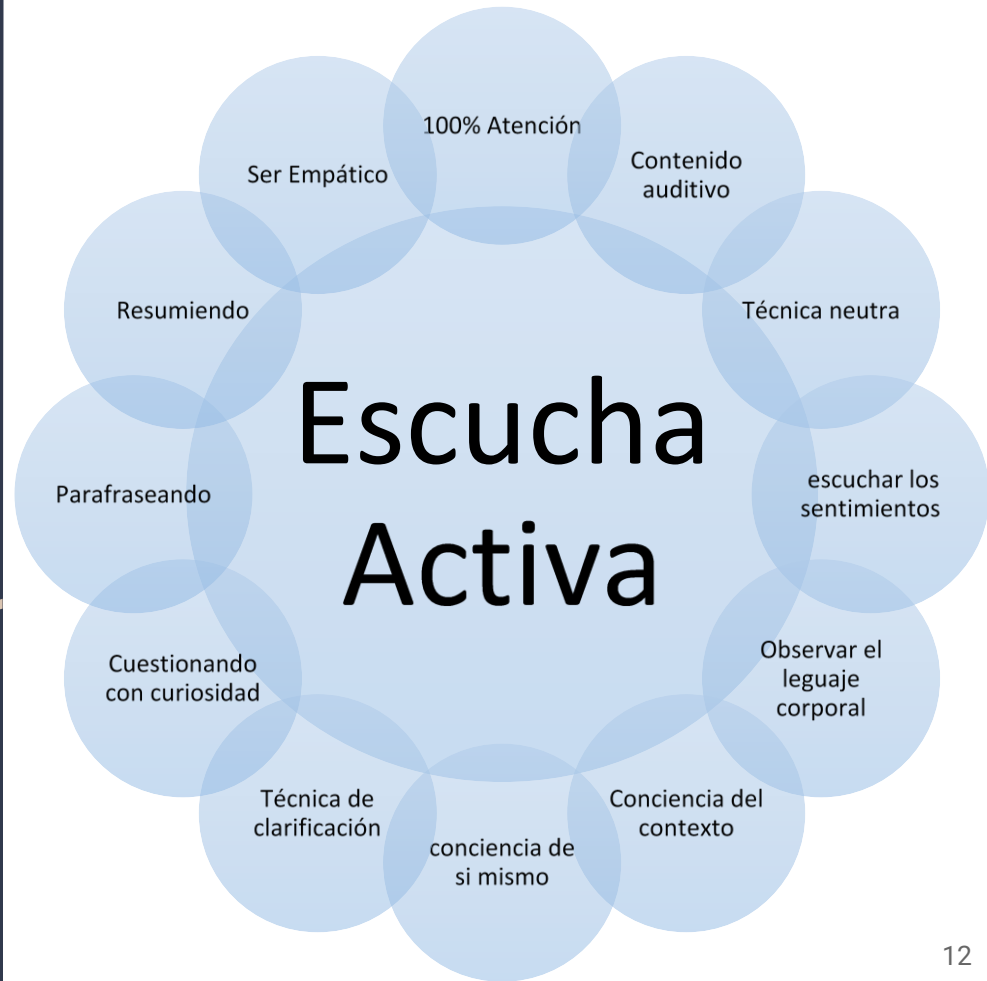 100% Atención
Contenido
auditivo
Técnica neutra
escuchar los
sentimientos
Observar el
leguaje
corporal
Conciencia del
contexto
conciencia de
si mismo
Técnica de
clarificación
Cuestionando
con curiosidad
Parafraseando
Resumiendo
Ser Empático
Escucha
Activa
12